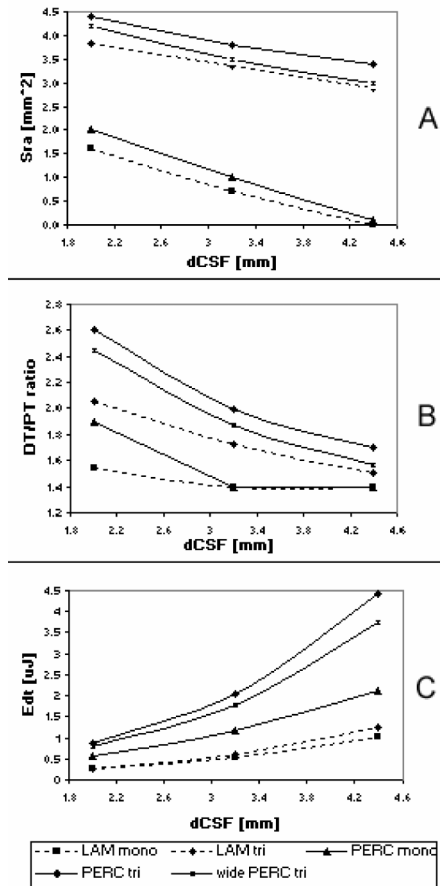 5.0
4.5
4.0
3.5
3.0
2.5
2.0
1.5
1.0
0.5
0.0
Sra [mm^2]
1.8 2.2 2.6 3 3.4 3.8 4.2 4.6
dCSF [mm]
A
2.8
2.6
2.4
2.2
2.0
1.8
1.6
1.4
1.2
DT/PT ratio
1.8 2.2 2.6 3 3.4 3.8 4.2 4.6
dCSF [mm]
B
4.5
4
3.5
3
2.5
2
1.5
1
0.5
0
Edt [uJ]
1.8 2.2 2.6 3 3.4 3.8 4.2 4.6
dCSF [mm]
C
LAM mono LAM tri PERC mono
PERC tri wide PERC tri